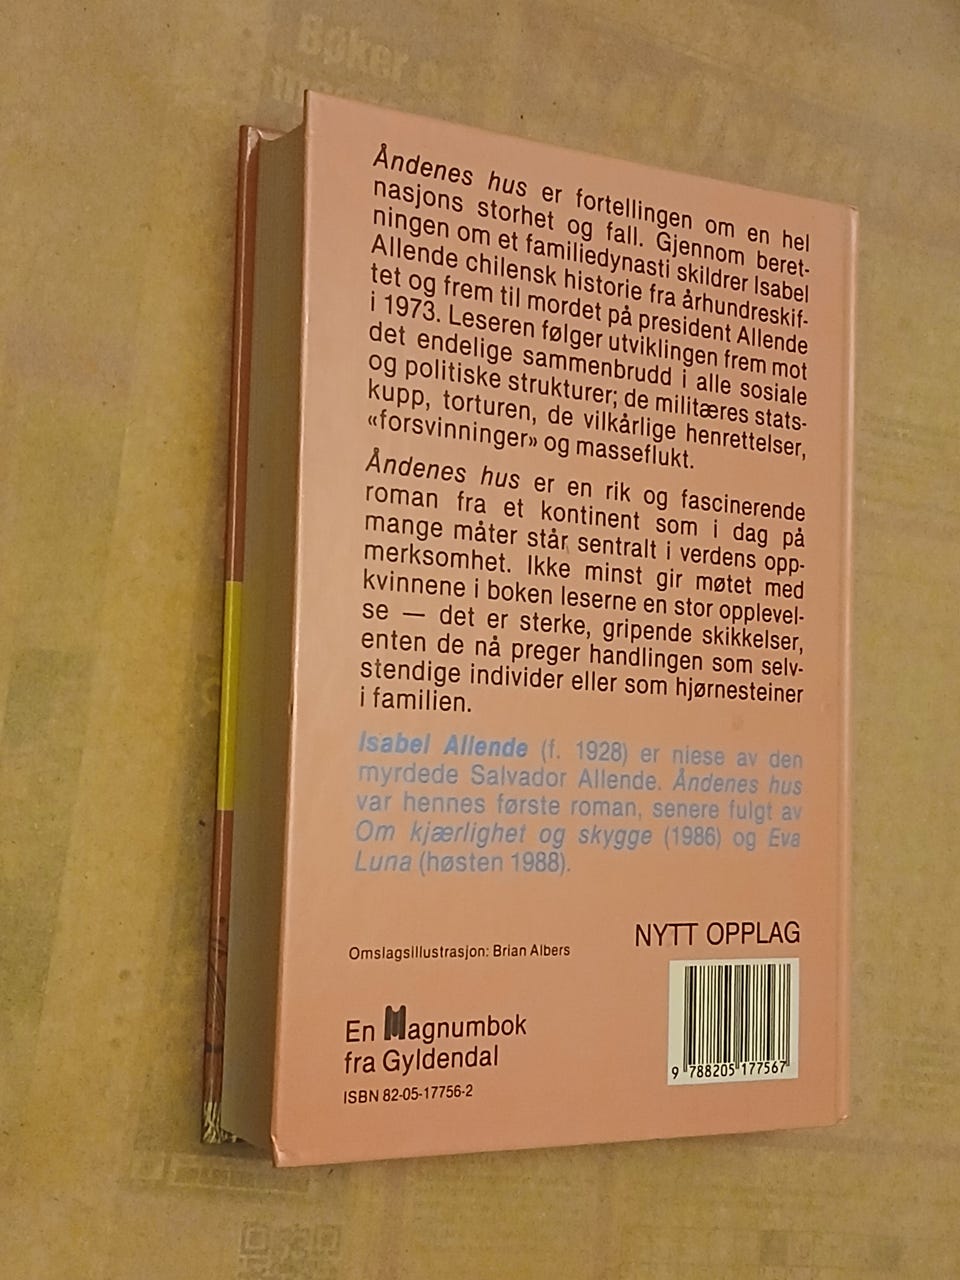 Bøker o
Åndenes hus er fortellingen om en hel
nasjons storhet og fall. Gjennom beret-
ningen om et familiedynasti skildrer Isabel
Allende chilensk historie fra århundreskif-
tet og frem til mordet på president Allende
i 1973. Leseren følger utviklingen frem mot
det endelige sammenbrudd i alle sosiale
og politiske strukturer; de militæres stats-
kupp, torturen, de vilkårlige henrettelser,
«forsvinninger» og masseflukt.
Åndenes hus er en rik og fascinerende
roman fra et kontinent som i dag på
mange måter står sentralt i verdens opp-
merksomhet. Ikke minst gir møtet med
kvinnene i boken leserne en stor opplevel-
se — det er sterke, gripende skikkelser,
enten de nå preger handlingen som selv-
stendige individer eller som hjørnesteiner
i familien.
Isabel Allende (f. 1928) er niese av den
myrdede Salvador Allende. Åndenes hus
var hennes første roman, senere fulgt av
Om kjærlighet og skygge (1986) og Eva
Luna (høsten 1988).
Omslagsillustrasjon: Brian Albers
NYTT OPPLAG
En Magnumbok
fra Gyldendal
ISBN 82-05-17756-2
9 788205 177567